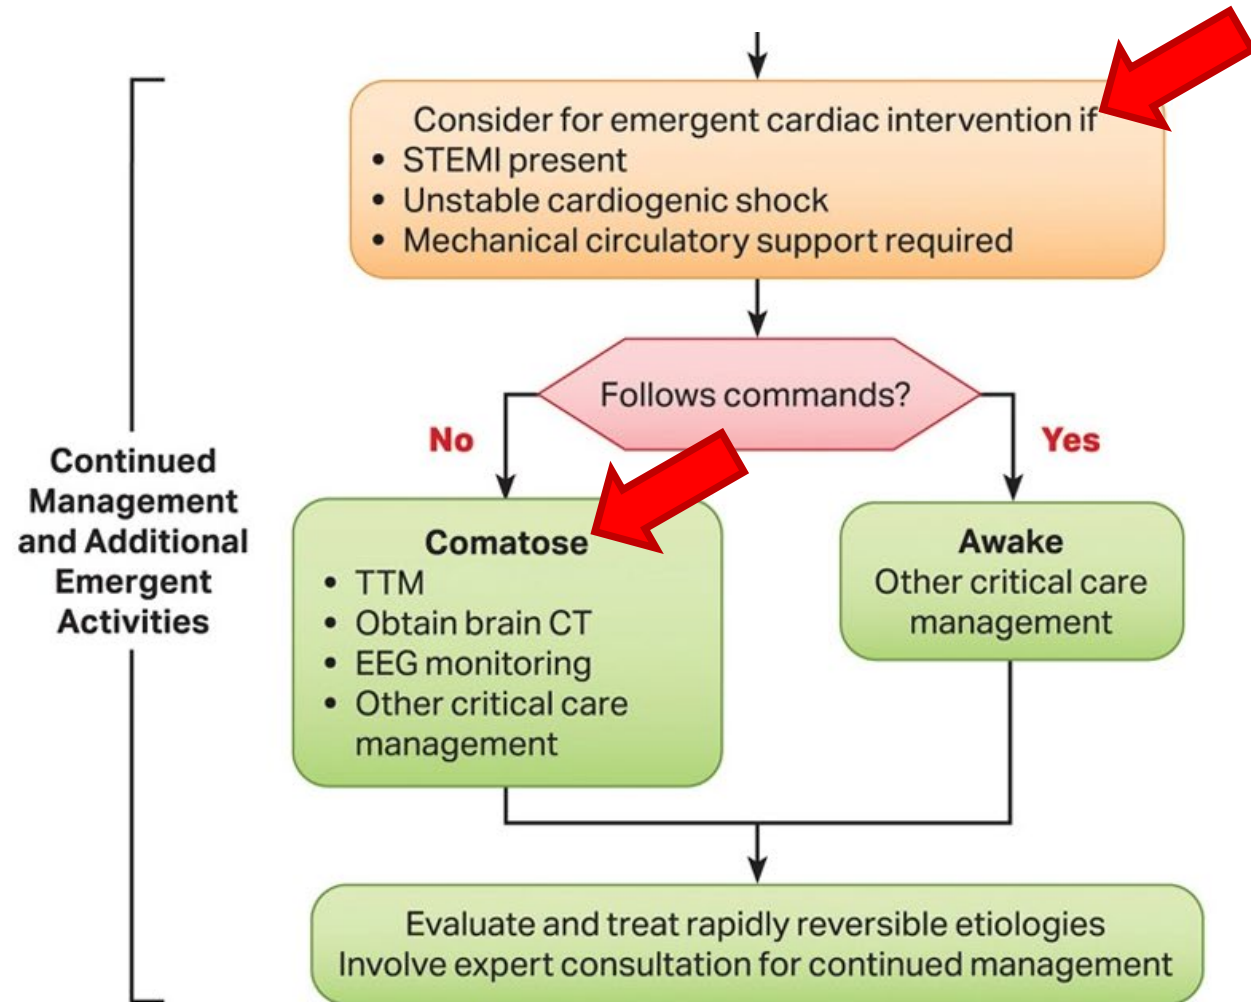 Consider for emergent cardiac intervention if
• STEMI present
• Unstable cardiogenic shock
• Mechanical circulatory support required
Follows commands?
No
Yes
Continued
Management
and Additional
Emergent
Activities
Comatose
• TTM
• Obtain brain CT
• EEG monitoring
• Other critical care
management
Awake
Other critical care
management
Evaluate and treat rapidly reversible etiologies
Involve expert consultation for continued management